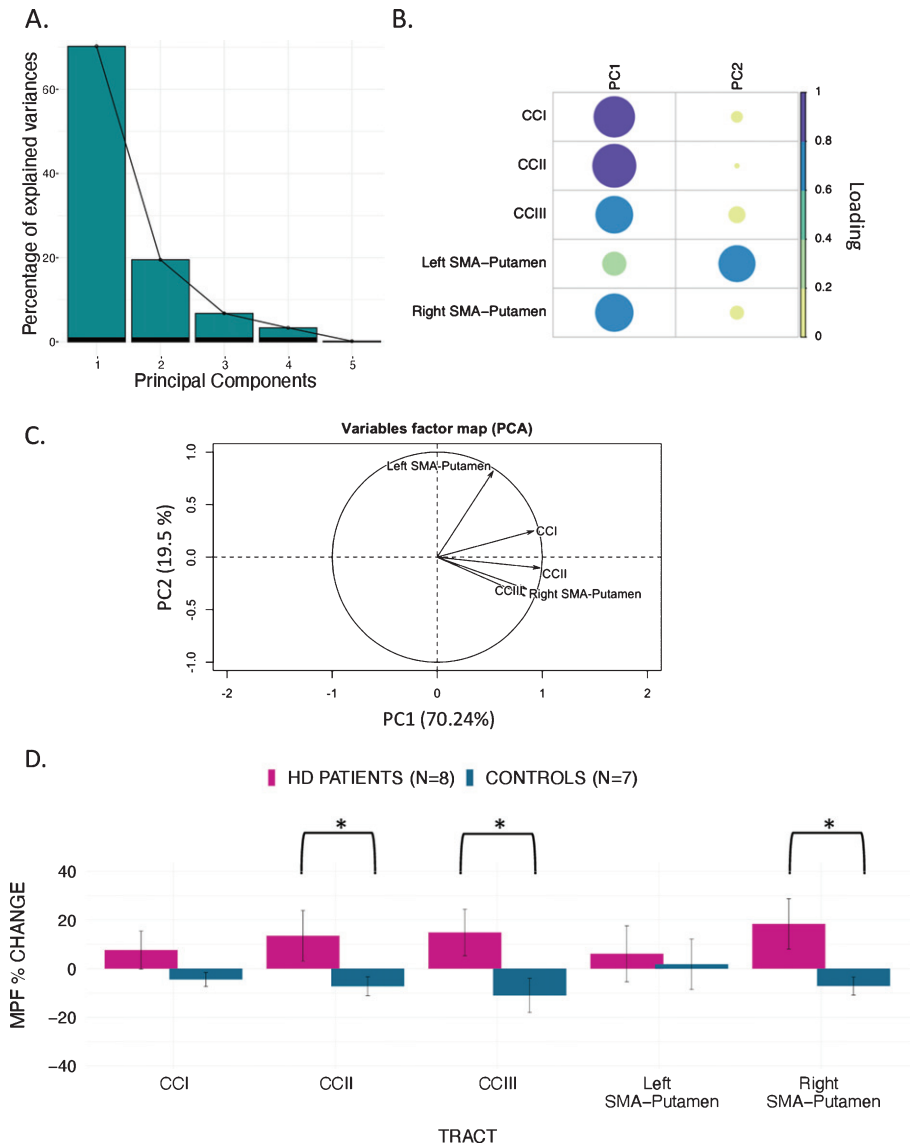 A.
Percentage of explained variances
60-
40-
20-
0-
1 2 3 4 5
Principal Components
B.
PC1 PC2
CCI
CCII
CCIII
Left SMA-Putamen
Right SMA-Putamen
1
0.8
0.6
0.4
0.2
0
Loading
C.
Variables factor map (PCA)
PC2 (19.5 %)
1.0
0.5
0.0
-0.5
-1.0
Left SMA-Putamen
CCI
CCII
CCIII Right SMA-Putamen
-2 -1 0 1 2
PC1 (70.24%)
D.
HD PATIENTS (N=8) CONTROLS (N=7)
* * *
MPF % CHANGE
40
20
0
-20
-40
CCI CCII CCIII Left SMA-Putamen Right SMA-Putamen
TRACT